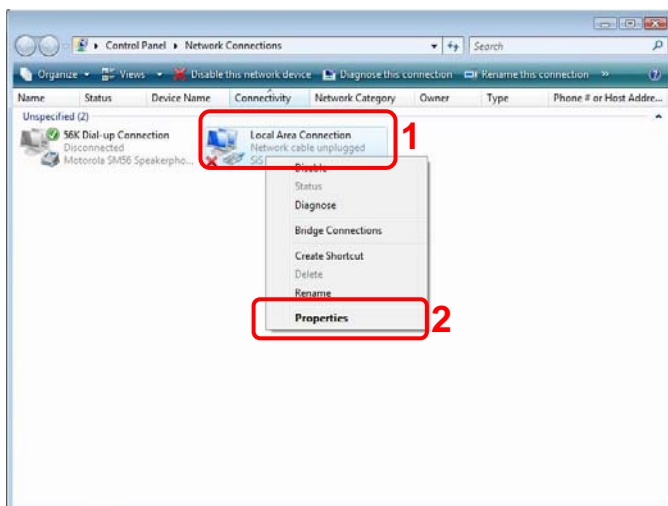 Control Panel ▸ Network Connections
Search
Organize Views Disable this network device Diagnose this connection Rename this connection »
Name Status Device Name Connectivity Network Category Owner Type Phone # or Host Addre...
Unspecified (2)
56K Dial-up Connection
Disconnected
Motorola SM56 Speakerpho...
Local Area Connection
Network cable unplugged
SiS
1
Disable
Status
Diagnose
Bridge Connections
Create Shortcut
Delete
Rename
Properties
2